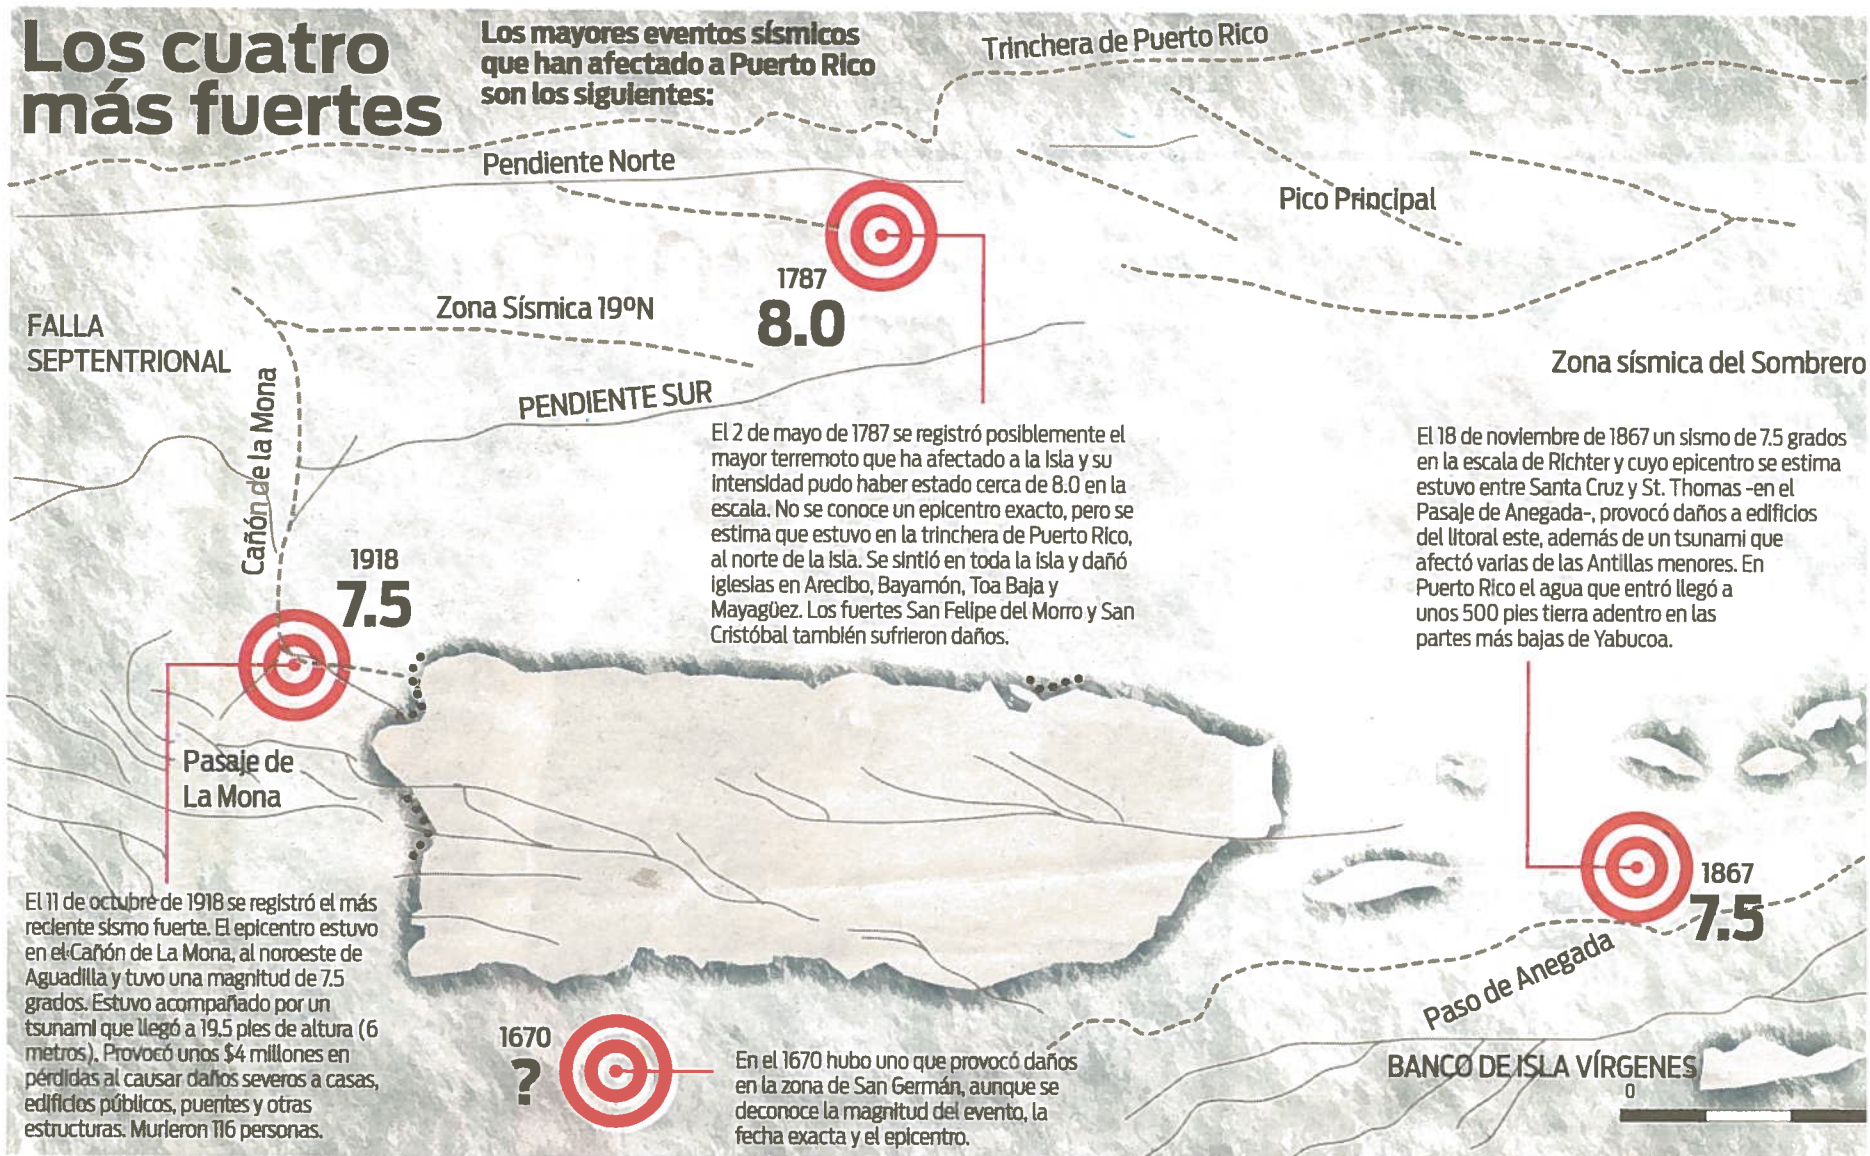 Los cuatro
más fuertes
Los mayores eventos sísmicos
que han afectado a Puerto Rico
son los siguientes:
Trinchera de Puerto Rico
Pendiente Norte
Pico Principal
1787
8.0
Zona Sísmica 19ºN
FALLA
SEPTENTRIONAL
Zona sísmica del Sombrero
Cañón de la Mona
PENDIENTE SUR
El 2 de mayo de 1787 se registró posiblemente el
mayor terremoto que ha afectado a la Isla y su
intensidad pudo haber estado cerca de 8.0 en la
escala. No se conoce un epicentro exacto, pero se
estima que estuvo en la trinchera de Puerto Rico,
al norte de la Isla. Se sintió en toda la isla y dañó
iglesias en Arecibo, Bayamón, Toa Baja y
Mayagüez. Los fuertes San Felipe del Morro y San
Cristóbal también sufrieron daños.
El 18 de noviembre de 1867 un sismo de 7.5 grados
en la escala de Richter y cuyo epicentro se estima
estuvo entre Santa Cruz y St. Thomas -en el
Pasaje de Anegada-, provocó daños a edificios
del litoral este, además de un tsunami que
afectó varias de las Antillas menores. En
Puerto Rico el agua que entró llegó a
unos 500 pies tierra adentro en las
partes más bajas de Yabucoa.
1918
7.5
Pasaje de
La Mona
1867
7.5
El 11 de octubre de 1918 se registró el más
reciente sismo fuerte. El epicentro estuvo
en el Cañón de La Mona, al noroeste de
Aguadilla y tuvo una magnitud de 7.5
grados. Estuvo acompañado por un
tsunami que llegó a 19.5 pies de altura (6
metros). Provocó unos $4 millones en
pérdidas al causar daños severos a casas,
edificios públicos, puentes y otras
estructuras. Murieron 116 personas.
Paso de Anegada
1670
?
En el 1670 hubo uno que provocó daños
en la zona de San Germán, aunque se
deconoce la magnitud del evento, la
fecha exacta y el epicentro.
BANCO DE ISLA VÍRGENES
0